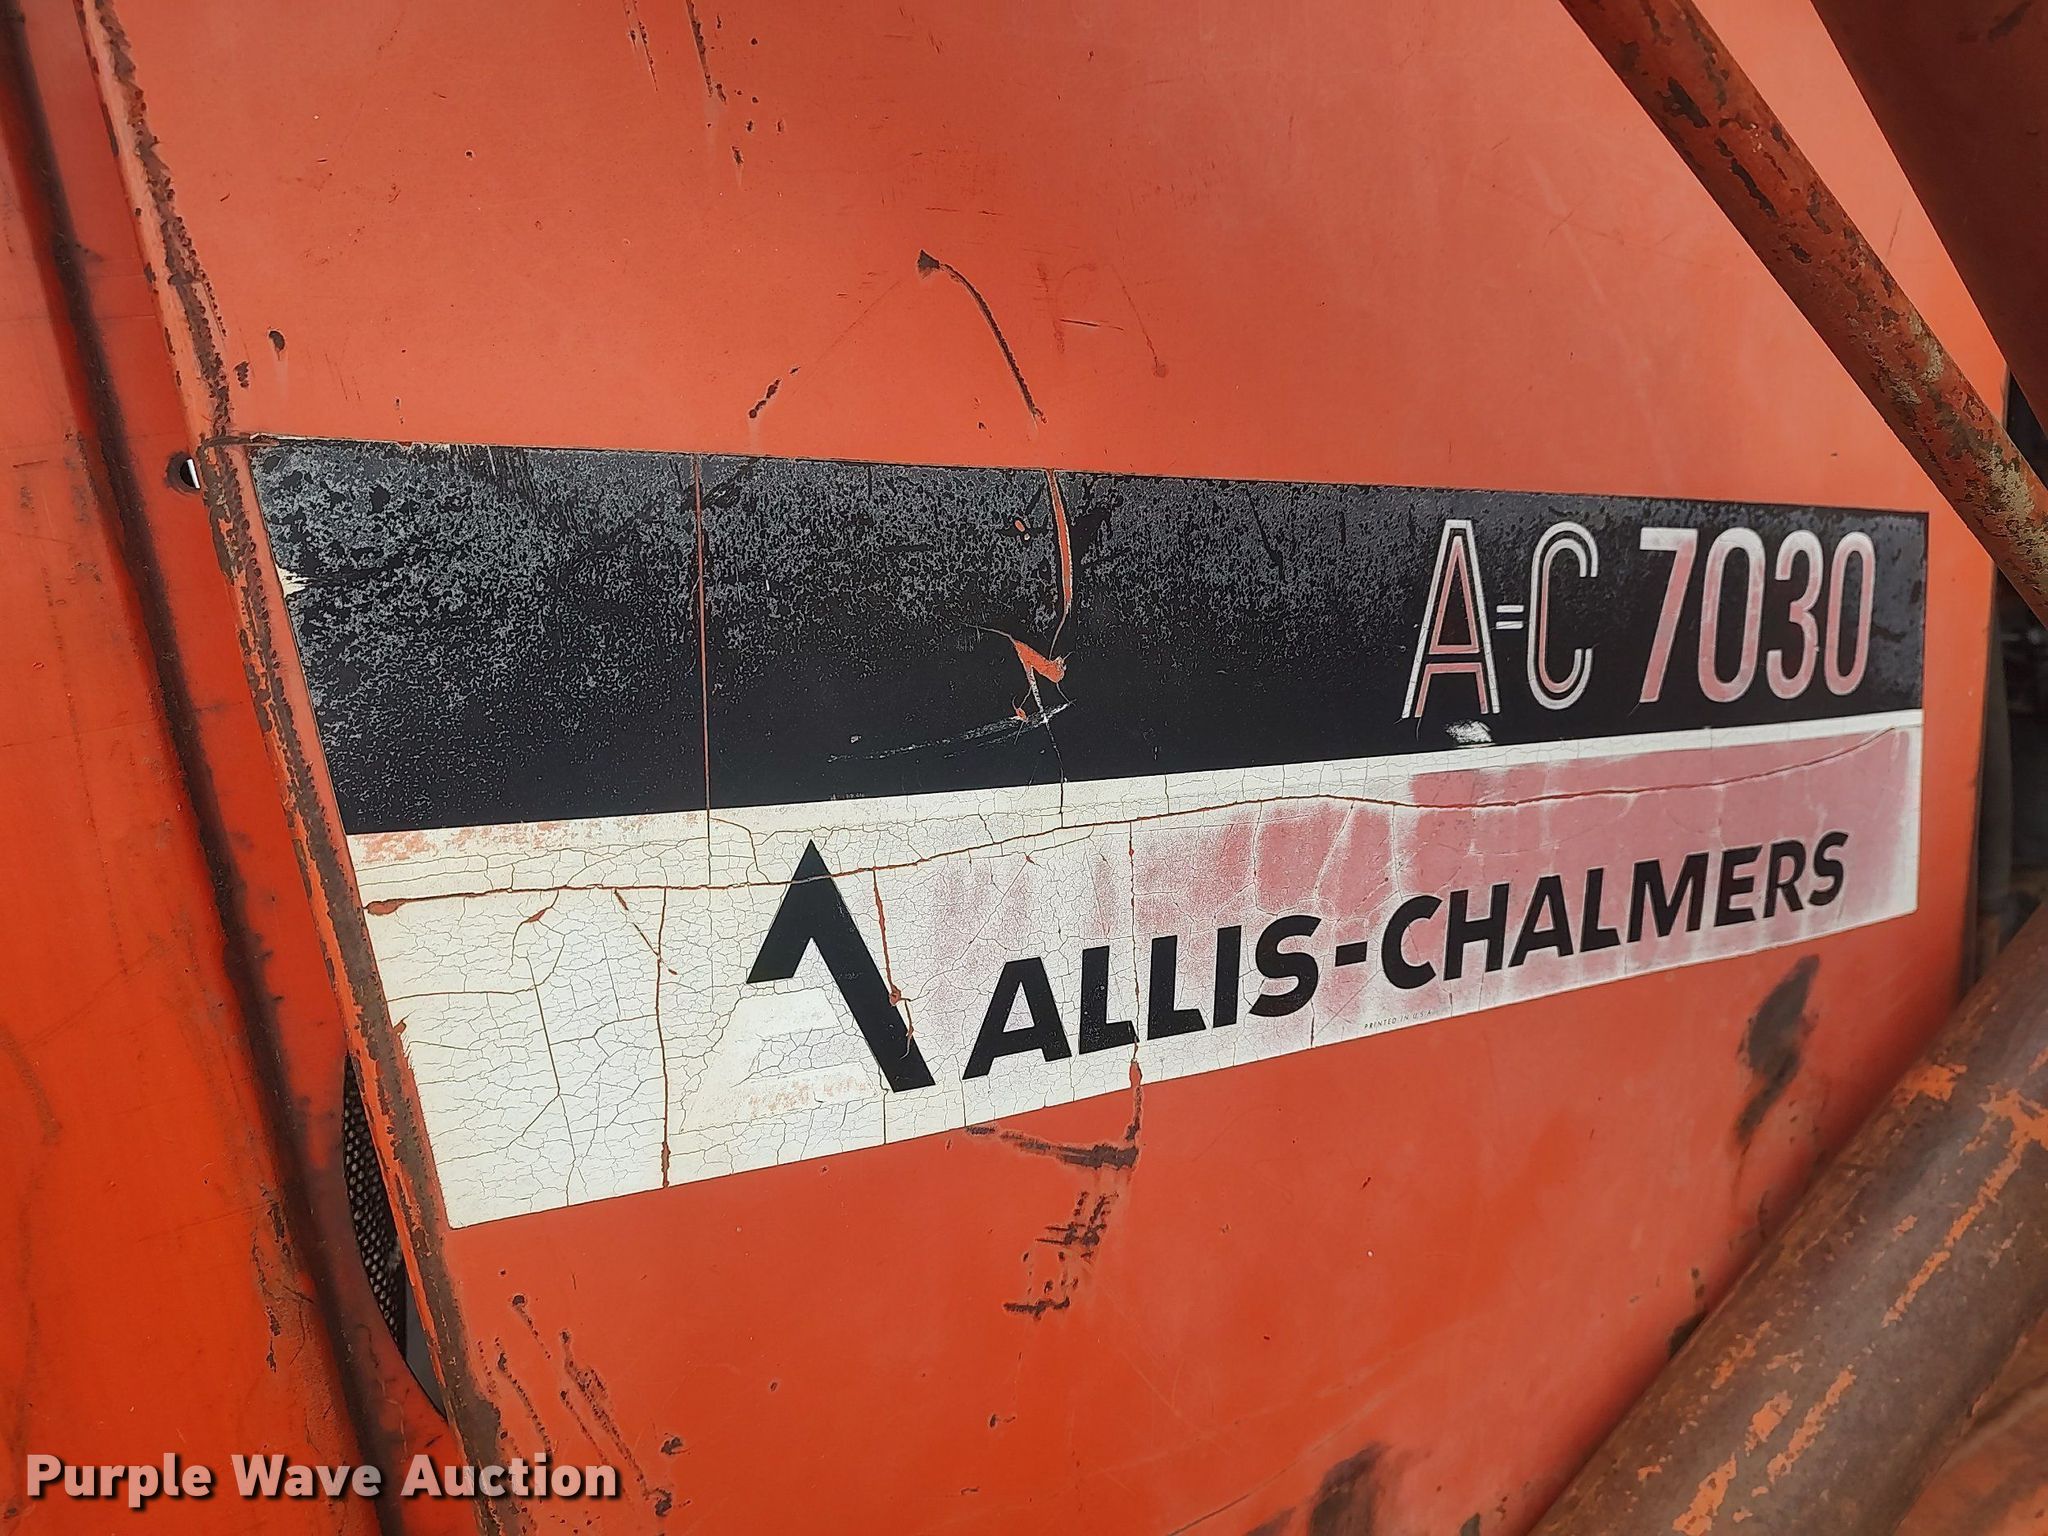 A=C 7030
ALLIS-CHALMERS
PRINTED IN U.S.A.
Purple Wave Auction